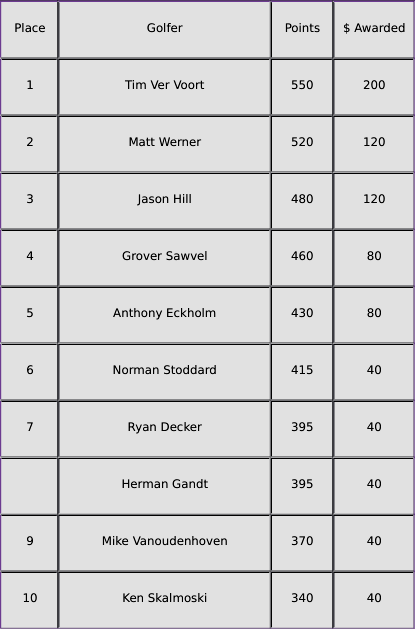 Place Golfer Points $ Awarded
1 Tim Ver Voort 550 200
2 Matt Werner 520 120
3 Jason Hill 480 120
4 Grover Sawvel 460 80
5 Anthony Eckholm 430 80
6 Norman Stoddard 415 40
7 Ryan Decker 395 40
Herman Gandt 395 40
9 Mike Vanoudenhoven 370 40
10 Ken Skalmoski 340 40